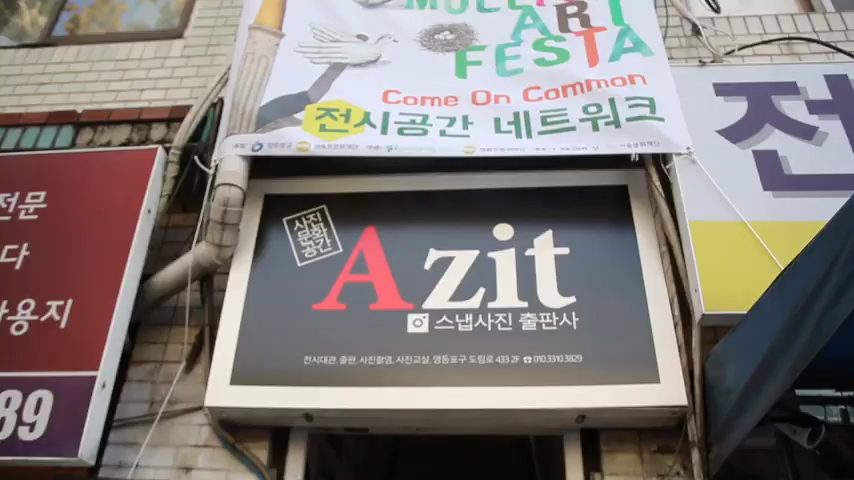 ART
FESTA
Come On Common
전시공간 네트워크
전문
다
용지
89
전
사진
문화
공간
Azit
스냅사진 출판사
전시대관, 출판, 사진촬영, 사진교실, 영등포구 도림로 433 2F ☎ 010.3310.3829